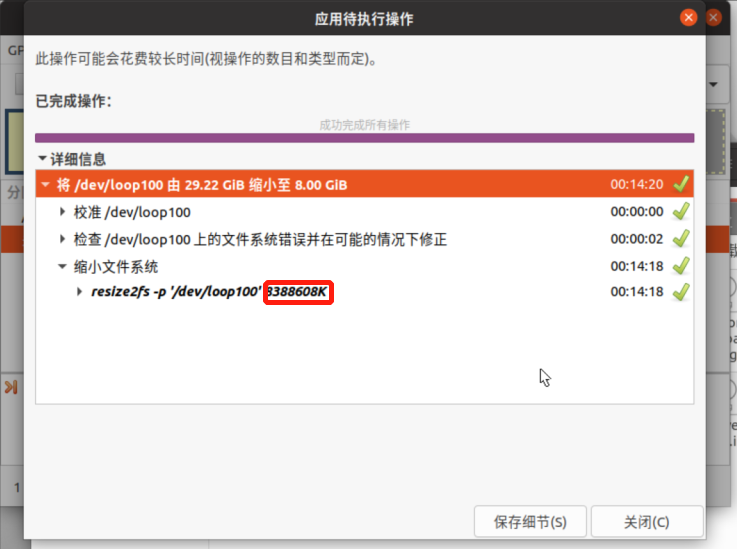 应用待执行操作
GP
此操作可能会花费较长时间(视操作的数目和类型而定)。
已完成操作：
成功完成所有操作
详细信息
将 /dev/loop100 由 29.22 GiB 缩小至 8.00 GiB 00:14:20
校准 /dev/loop100 00:00:00
检查 /dev/loop100 上的文件系统错误并在可能的情况下修正 00:00:02
缩小文件系统 00:14:18
resize2fs -p '/dev/loop100' 8388608K 00:14:18
1
保存细节(S) 关闭(C)